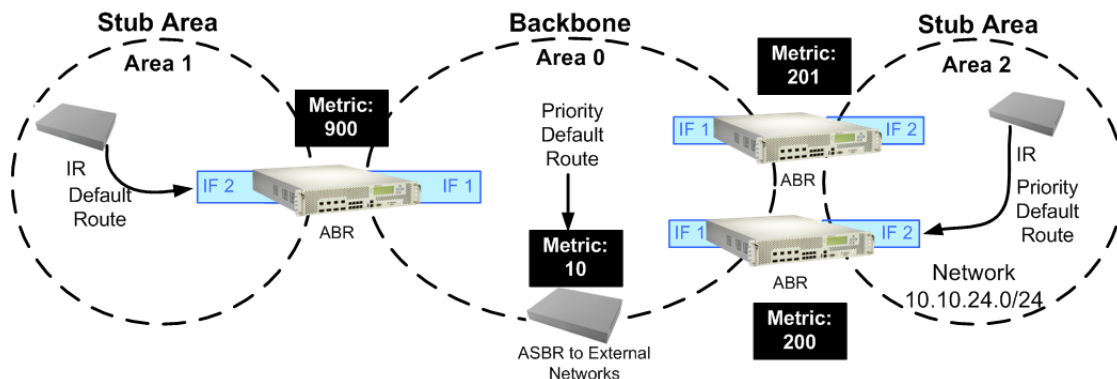 Stub Area
Area 1
IR
Default
Route
IF 2
Metric:
900
IF 1
ABR
Backbone
Area 0
Priority
Default
Route
Metric:
10
ASBR to External
Networks
Metric:
201
IF 1
IF 2
ABR
IF 1
IF 2
ABR
Metric:
200
Stub Area
Area 2
IR
Priority
Default
Route
Network
10.10.24.0/24